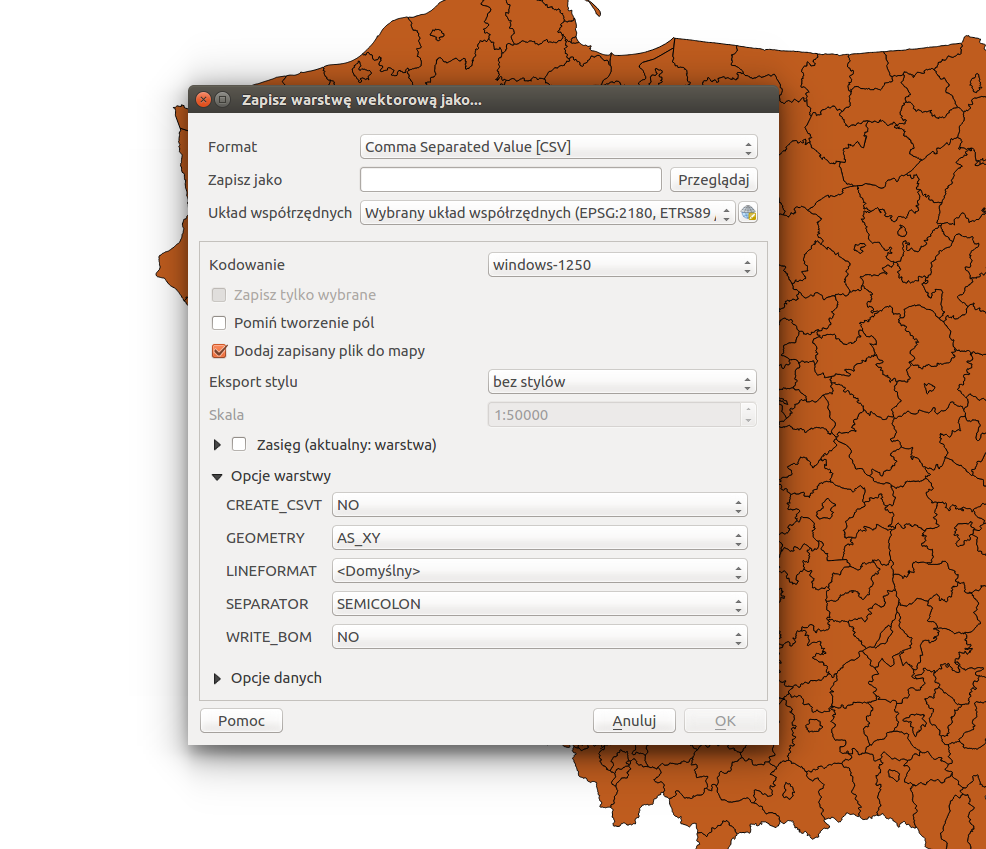 Zapisz warstwę wektorową jako...
Format Comma Separated Value [CSV]
Zapisz jako Przeglądaj
Układ współrzędnych Wybrany układ współrzędnych (EPSG:2180, ETRS89 ,
Kodowanie windows-1250
Zapisz tylko wybrane
Pomiń tworzenie pól
Dodaj zapisany plik do mapy
Eksport stylu bez stylów
Skala 1:50000
Zasięg (aktualny: warstwa)
Opcje warstwy
CREATE_CSVT NO
GEOMETRY AS_XY
LINEFORMAT <Domyślny>
SEPARATOR SEMICOLON
WRITE_BOM NO
Opcje danych
Pomoc Anuluj OK